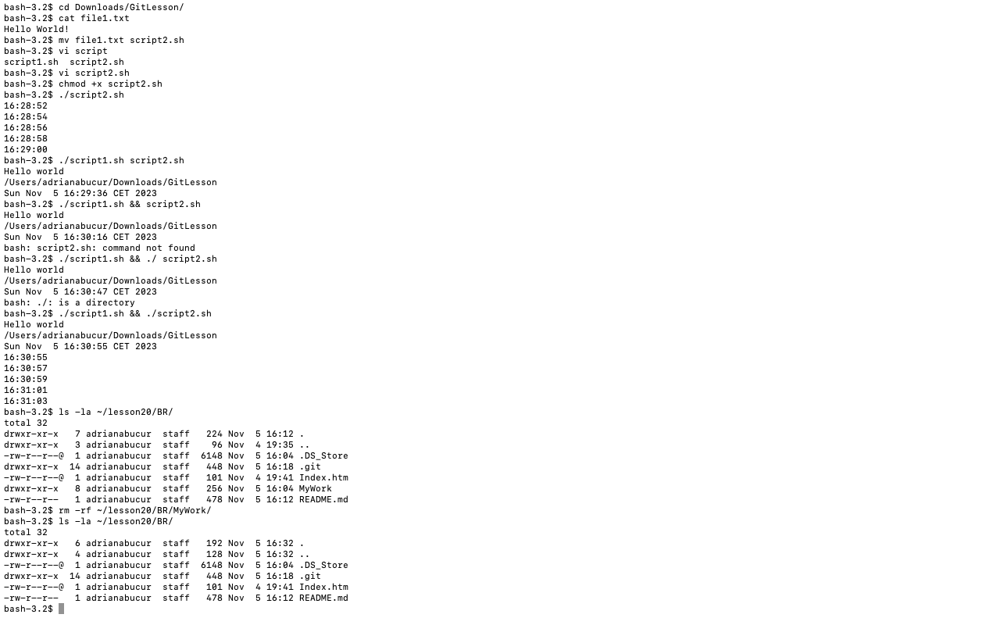 bash-3.2$ cd Downloads/GitLesson/
bash-3.2$ cat file1.txt
Hello World!
bash-3.2$ mv file1.txt script2.sh
bash-3.2$ vi script
script1.sh  script2.sh
bash-3.2$ vi script2.sh
bash-3.2$ chmod +x script2.sh
bash-3.2$ ./script2.sh
16:28:52
16:28:54
16:28:56
16:28:58
16:29:00
bash-3.2$ ./script1.sh script2.sh
Hello world
/Users/adrianabucur/Downloads/GitLesson
Sun Nov  5 16:29:36 CET 2023
bash-3.2$ ./script1.sh && script2.sh
Hello world
/Users/adrianabucur/Downloads/GitLesson
Sun Nov  5 16:30:16 CET 2023
bash: script2.sh: command not found
bash-3.2$ ./script1.sh && ./ script2.sh
Hello world
/Users/adrianabucur/Downloads/GitLesson
Sun Nov  5 16:30:47 CET 2023
bash: ./: is a directory
bash-3.2$ ./script1.sh && ./script2.sh
Hello world
/Users/adrianabucur/Downloads/GitLesson
Sun Nov  5 16:30:55 CET 2023
16:30:55
16:30:57
16:30:59
16:31:01
16:31:03
bash-3.2$ ls -la ~/lesson20/BR/
total 32
drwxr-xr-x   7 adrianabucur  staff   224 Nov  5 16:12 .
drwxr-xr-x   3 adrianabucur  staff    96 Nov  4 19:35 ..
-rw-r--r--@  1 adrianabucur  staff  6148 Nov  5 16:04 .DS_Store
drwxr-xr-x  14 adrianabucur  staff   448 Nov  5 16:18 .git
-rw-r--r--@  1 adrianabucur  staff   101 Nov  4 19:41 Index.htm
drwxr-xr-x   8 adrianabucur  staff   256 Nov  5 16:04 MyWork
-rw-r--r--   1 adrianabucur  staff   478 Nov  5 16:12 README.md
bash-3.2$ rm -rf ~/lesson20/BR/MyWork/
bash-3.2$ ls -la ~/lesson20/BR/
total 32
drwxr-xr-x   6 adrianabucur  staff   192 Nov  5 16:32 .
drwxr-xr-x   4 adrianabucur  staff   128 Nov  5 16:32 ..
-rw-r--r--@  1 adrianabucur  staff  6148 Nov  5 16:04 .DS_Store
drwxr-xr-x  14 adrianabucur  staff   448 Nov  5 16:18 .git
-rw-r--r--@  1 adrianabucur  staff   101 Nov  4 19:41 Index.htm
-rw-r--r--   1 adrianabucur  staff   478 Nov  5 16:12 README.md
bash-3.2$